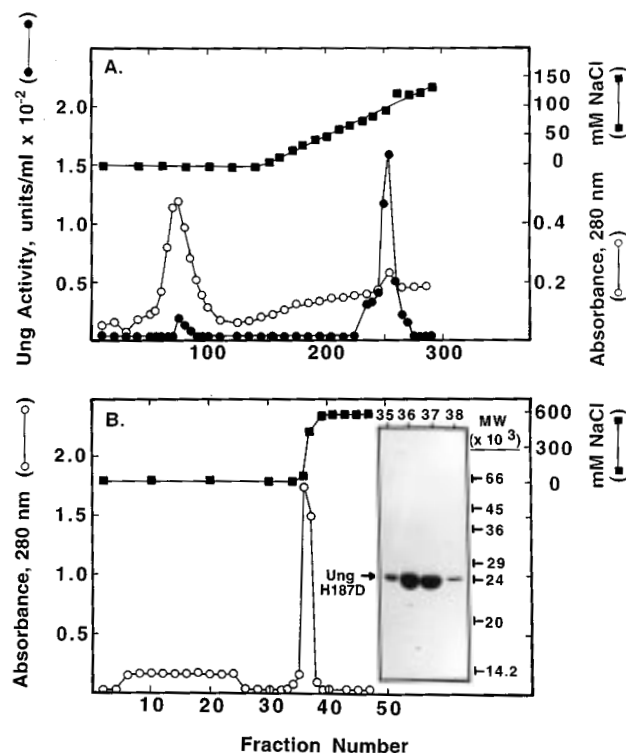 Ung Activity, units/ml x 10-2 (●—●)
A.
2.0
1.5
1.0
0.5
100
200
300
150
100
50
0
0.4
0.2
mM NaCl (■—■)
Absorbance, 280 nm (○—○)
Absorbance, 280 nm (○—○)
B.
2.0
1.5
1.0
0.5
10
20
30
40
50
600
300
0
mM NaCl (■—■)
35 36 37 38
MW
(x 10 3)
66
45
36
29
24
20
14.2
Ung
H187D
Fraction Number